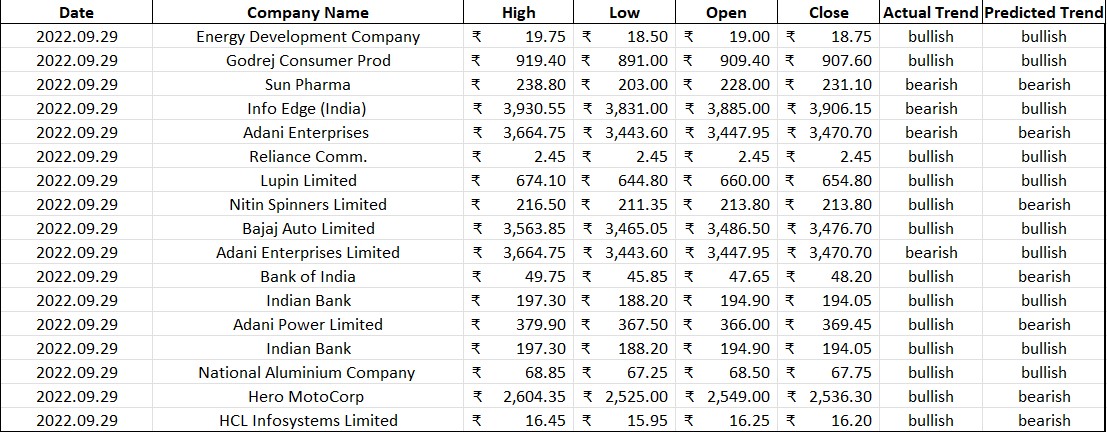 Date Company Name High Low Open Close Actual Trend Predicted Trend
2022.09.29 Energy Development Company ₹ 19.75 ₹ 18.50 ₹ 19.00 ₹ 18.75 bullish bullish
2022.09.29 Godrej Consumer Prod ₹ 919.40 ₹ 891.00 ₹ 909.40 ₹ 907.60 bullish bullish
2022.09.29 Sun Pharma ₹ 238.80 ₹ 203.00 ₹ 228.00 ₹ 231.10 bearish bearish
2022.09.29 Info Edge (India) ₹ 3,930.55 ₹ 3,831.00 ₹ 3,885.00 ₹ 3,906.15 bearish bullish
2022.09.29 Adani Enterprises ₹ 3,664.75 ₹ 3,443.60 ₹ 3,447.95 ₹ 3,470.70 bearish bearish
2022.09.29 Reliance Comm. ₹ 2.45 ₹ 2.45 ₹ 2.45 ₹ 2.45 bullish bullish
2022.09.29 Lupin Limited ₹ 674.10 ₹ 644.80 ₹ 660.00 ₹ 654.80 bullish bullish
2022.09.29 Nitin Spinners Limited ₹ 216.50 ₹ 211.35 ₹ 213.80 ₹ 213.80 bullish bearish
2022.09.29 Bajaj Auto Limited ₹ 3,563.85 ₹ 3,465.05 ₹ 3,486.50 ₹ 3,476.70 bullish bullish
2022.09.29 Adani Enterprises Limited ₹ 3,664.75 ₹ 3,443.60 ₹ 3,447.95 ₹ 3,470.70 bearish bullish
2022.09.29 Bank of India ₹ 49.75 ₹ 45.85 ₹ 47.65 ₹ 48.20 bullish bearish
2022.09.29 Indian Bank ₹ 197.30 ₹ 188.20 ₹ 194.90 ₹ 194.05 bullish bullish
2022.09.29 Adani Power Limited ₹ 379.90 ₹ 367.50 ₹ 366.00 ₹ 369.45 bullish bearish
2022.09.29 Indian Bank ₹ 197.30 ₹ 188.20 ₹ 194.90 ₹ 194.05 bullish bullish
2022.09.29 National Aluminium Company ₹ 68.85 ₹ 67.25 ₹ 68.50 ₹ 67.75 bullish bullish
2022.09.29 Hero MotoCorp ₹ 2,604.35 ₹ 2,525.00 ₹ 2,549.00 ₹ 2,536.30 bullish bearish
2022.09.29 HCL Infosystems Limited ₹ 16.45 ₹ 15.95 ₹ 16.25 ₹ 16.20 bullish bearish